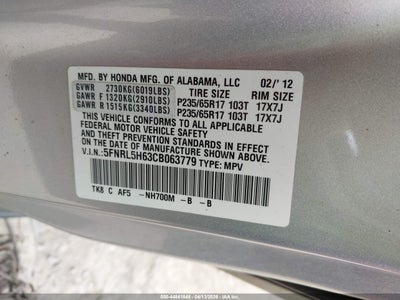 MFD. BY HONDA MFG. OF ALABAMA, LLC 02/'12
GVWR 2730KG(6019LBS) TIRE SIZE RIM SIZE
GAWR F 1320KG(2910LBS) P235/65R17 103T 17X7J
GAWR R 1515KG(3340LBS) P235/65R17 103T 17X7J
THIS VEHICLE CONFORMS TO ALL APPLICABLE
FEDERAL MOTOR VEHICLE SAFETY AND
THEFT PREVENTION STANDARDS IN EFFECT ON
THE DATE OF MANUFACTURE SHOWN ABOVE.
V.I.N.:5FNRL5H63CB063779 TYPE: MPV
TK8 C AF5 -NH700M -B -B